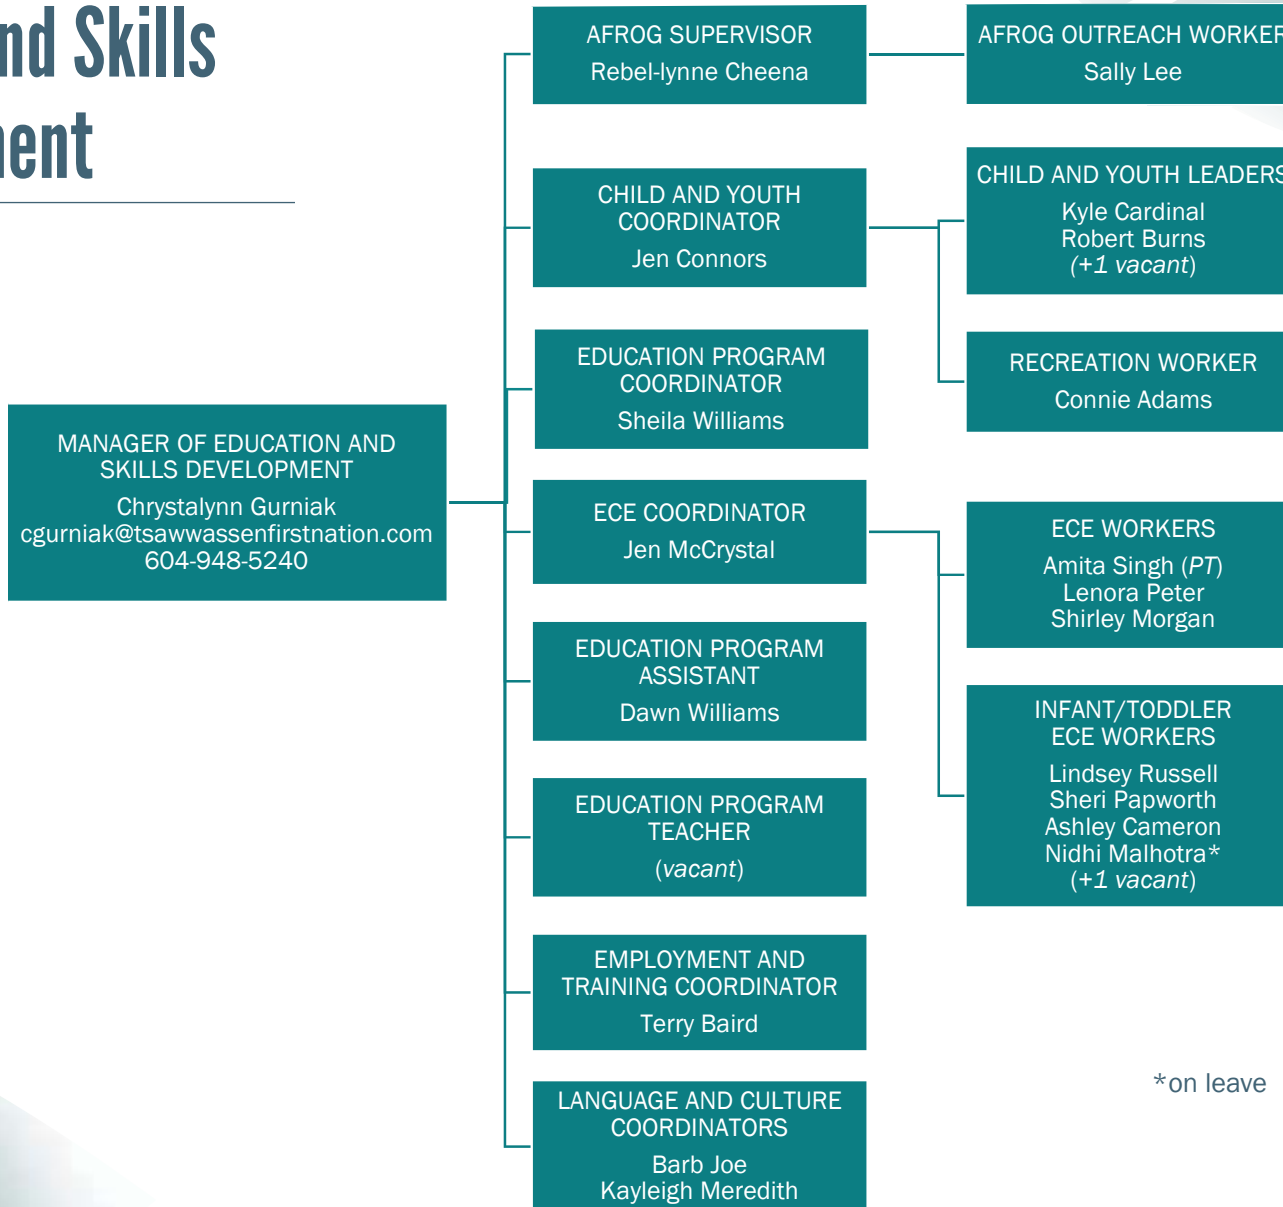 nd Skills
ment
AFROG SUPERVISOR
Rebel-lynne Cheena
AFROG OUTREACH WORKER
Sally Lee
CHILD AND YOUTH
COORDINATOR
Jen Connors
CHILD AND YOUTH LEADERS
Kyle Cardinal
Robert Burns
(+1 vacant)
RECREATION WORKER
Connie Adams
EDUCATION PROGRAM
COORDINATOR
Sheila Williams
MANAGER OF EDUCATION AND
SKILLS DEVELOPMENT
Chrystalynn Gurniak
cgurniak@tsawwassenfirstnation.com
604-948-5240
ECE COORDINATOR
Jen McCrystal
ECE WORKERS
Amita Singh (PT)
Lenora Peter
Shirley Morgan
INFANT/TODDLER
ECE WORKERS
Lindsey Russell
Sheri Papworth
Ashley Cameron
Nidhi Malhotra*
(+1 vacant)
EDUCATION PROGRAM
ASSISTANT
Dawn Williams
EDUCATION PROGRAM
TEACHER
(vacant)
EMPLOYMENT AND
TRAINING COORDINATOR
Terry Baird
LANGUAGE AND CULTURE
COORDINATORS
Barb Joe
Kayleigh Meredith
*on leave